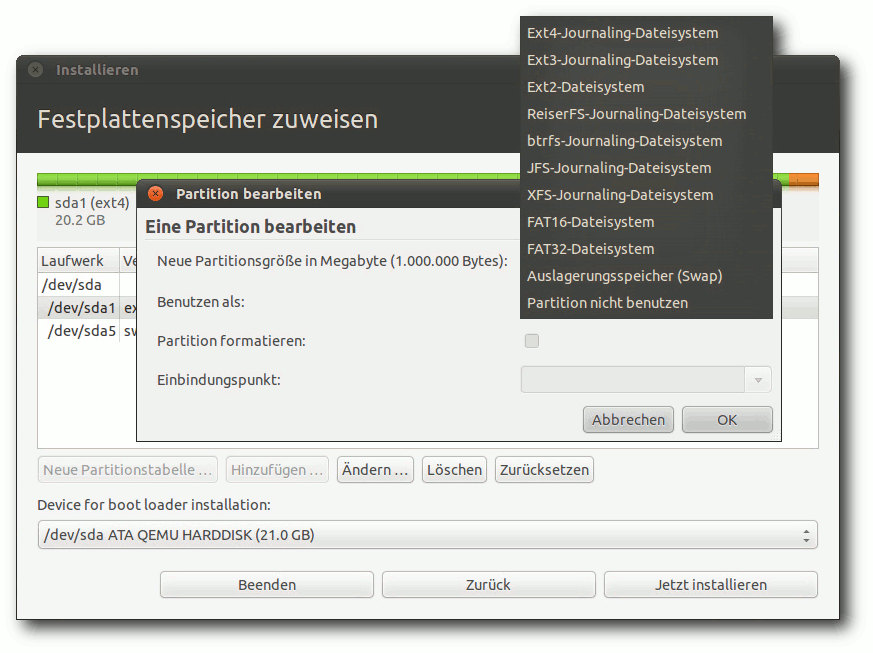 Ext4-Journaling-Dateisystem
Ext3-Journaling-Dateisystem
Ext2-Dateisystem
ReiserFS-Journaling-Dateisystem
btrfs-Journaling-Dateisystem
JFS-Journaling-Dateisystem
XFS-Journaling-Dateisystem
FAT16-Dateisystem
FAT32-Dateisystem
Auslagerungsspeicher (Swap)
Partition nicht benutzen
Installieren
Festplattenspeicher zuweisen
sda1 (ext4)
20.2 GB
Partition bearbeiten
Eine Partition bearbeiten
Neue Partitionsgröße in Megabyte (1.000.000 Bytes):
Benutzen als:
Partition formatieren:
Einbindungspunkt:
Abbrechen OK
Laufwerk
/dev/sda
/dev/sda1
/dev/sda5
Neue Partitionstabelle ... Hinzufügen ... Ändern ... Löschen Zurücksetzen
Device for boot loader installation:
/dev/sda ATA QEMU HARDDISK (21.0 GB)
Beenden Zurück Jetzt installieren